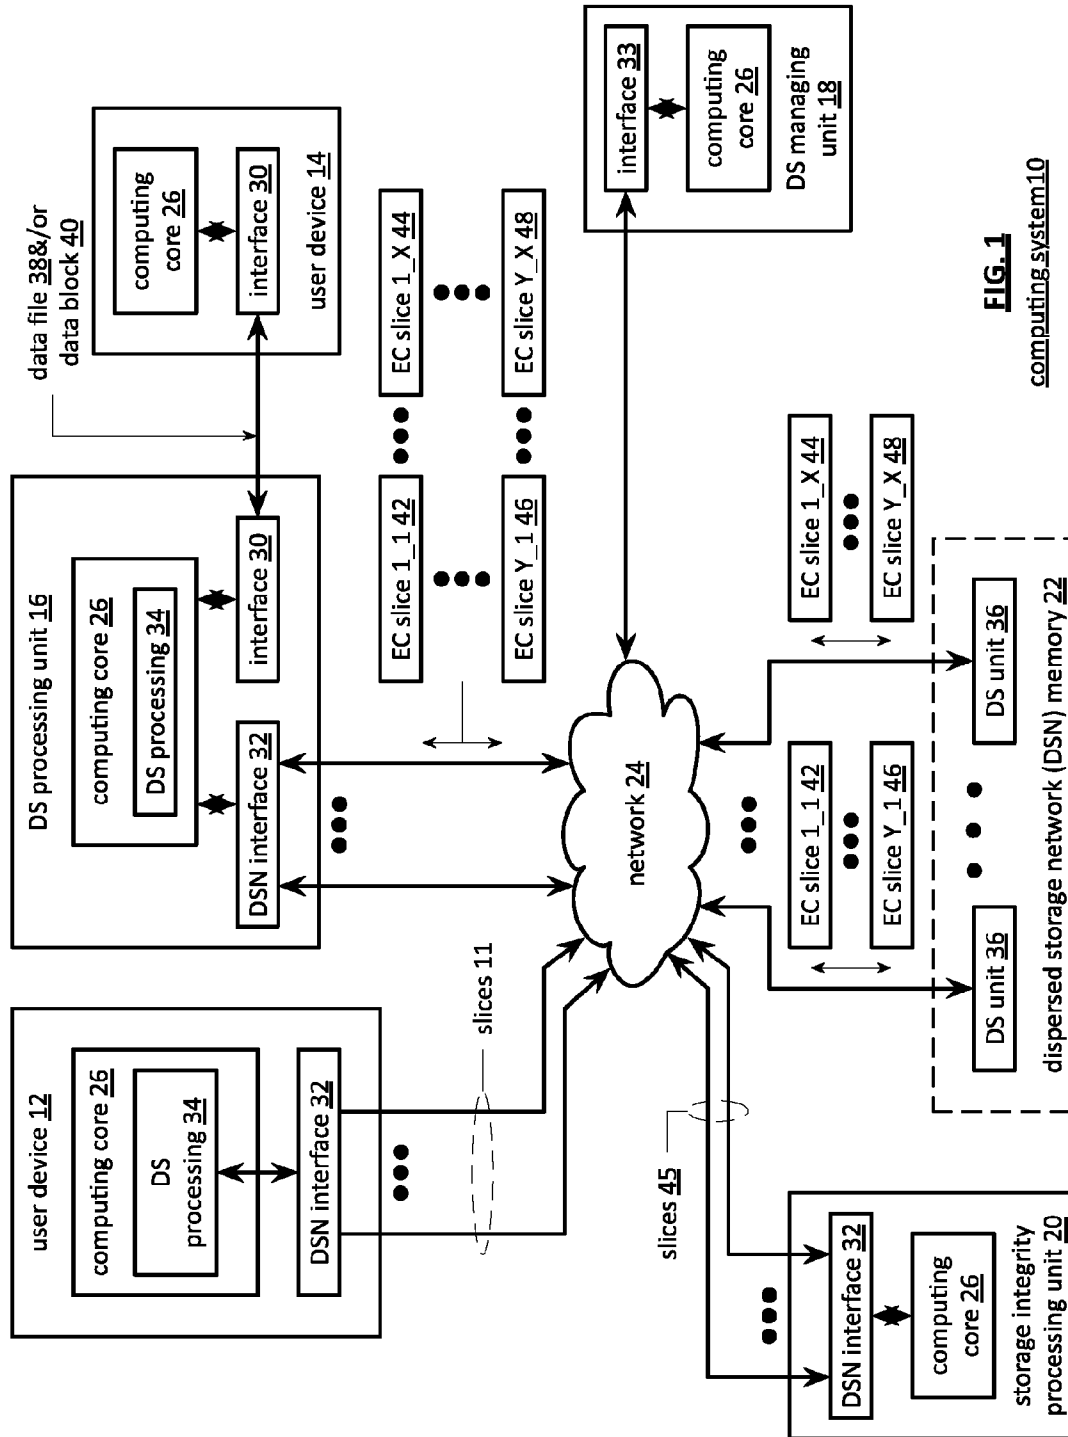 user device 12
computing core 26
DS
processing 34
DSN interface 32
slices 11
DS processing unit 16
computing core 26
DS processing 34
DSN interface 32
interface 30
data file 38&/or
data block 40
computing
core 26
interface 30
user device 14
EC slice 1_1 42
EC slice 1_X 44
EC slice Y_1 46
EC slice Y_X 48
network 24
interface 33
computing
core 26
DS managing
unit 18
slices 45
DSN interface 32
computing
core 26
storage integrity
processing unit 20
EC slice 1_1 42
EC slice Y_1 46
EC slice 1_X 44
EC slice Y_X 48
DS unit 36
DS unit 36
dispersed storage network (DSN) memory 22
FIG. 1
computing system10